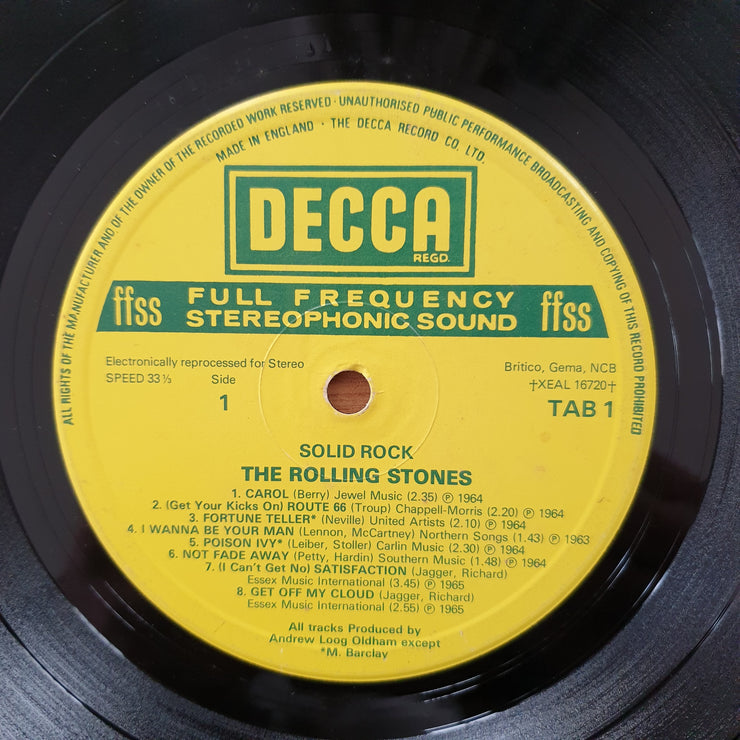 ALL RIGHTS OF THE MANUFACTURER AND OF THE OWNER OF THE RECORDED WORK RESERVED · UNAUTHORISED PUBLIC PERFORMANCE BROADCASTING AND COPYING OF THIS RECORD PROHIBITED
MADE IN ENGLAND · THE DECCA RECORD CO. LTD.
DECCA
REGD.
ffss FULL FREQUENCY ffss
STEREOPHONIC SOUND
Electronically reprocessed for Stereo
SPEED 33⅓ Side
1
Britico, Gema, NCB
†XEAL 16720†
TAB 1
SOLID ROCK
THE ROLLING STONES
1. CAROL (Berry) Jewel Music (2.35) ℗ 1964
2. (Get Your Kicks On) ROUTE 66 (Troup) Chappell-Morris (2.20) ℗ 1964
3. FORTUNE TELLER* (Neville) United Artists (2.10) ℗ 1964
4. I WANNA BE YOUR MAN (Lennon, McCartney) Northern Songs (1.43) ℗ 1963
5. POISON IVY* (Leiber, Stoller) Carlin Music (2.30) ℗ 1964
6. NOT FADE AWAY (Petty, Hardin) Southern Music (1.48) ℗ 1964
7. (I Can't Get No) SATISFACTION (Jagger, Richard)
Essex Music International (3.45) ℗ 1965
8. GET OFF MY CLOUD (Jagger, Richard)
Essex Music International (2.55) ℗ 1965
All tracks Produced by
Andrew Loog Oldham except
*M. Barclay